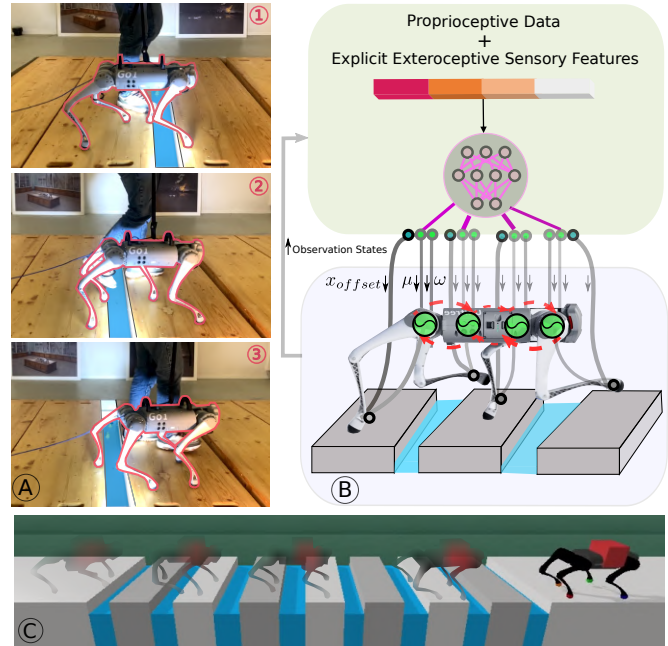 ①
Go1
②
Go1
③
Go1
Ⓐ
Proprioceptive Data
+
Explicit Exteroceptive Sensory Features
Observation States
x_offset μ ω
Ⓑ
Ⓒ